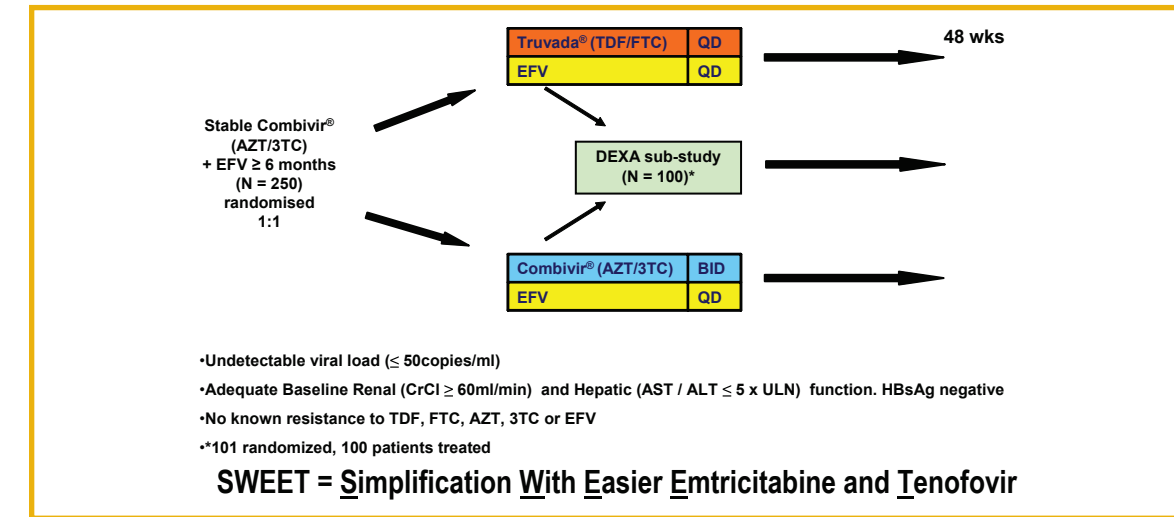 Truvada® (TDF/FTC) QD
48 wks
EFV QD
Stable Combivir®
(AZT/3TC)
+ EFV ≥ 6 months
(N = 250)
randomised
1:1
DEXA sub-study
(N = 100)*
Combivir® (AZT/3TC) BID
EFV QD
•Undetectable viral load (≤ 50copies/ml)
•Adequate Baseline Renal (CrCl ≥ 60ml/min) and Hepatic (AST / ALT ≤ 5 x ULN) function. HBsAg negative
•No known resistance to TDF, FTC, AZT, 3TC or EFV
•*101 randomized, 100 patients treated
SWEET = Simplification With Easier Emtricitabine and Tenofovir